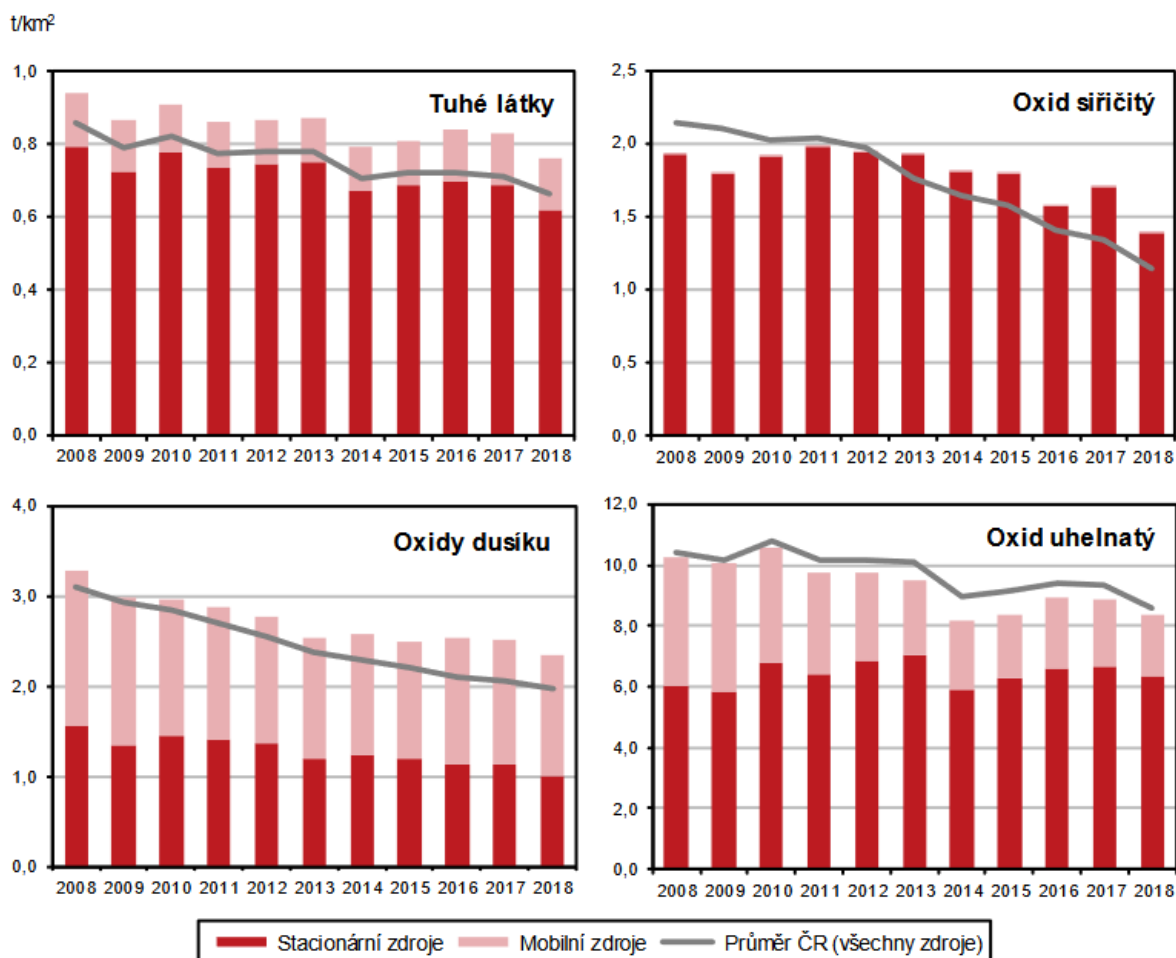 t/km²
1,0
0,8
0,6
0,4
0,2
0,0
Tuhé látky
2008 2009 2010 2011 2012 2013 2014 2015 2016 2017 2018
2,5
2,0
1,5
1,0
0,5
0,0
Oxid siřičitý
2008 2009 2010 2011 2012 2013 2014 2015 2016 2017 2018
4,0
3,0
2,0
1,0
0,0
Oxidy dusíku
2008 2009 2010 2011 2012 2013 2014 2015 2016 2017 2018
12,0
10,0
8,0
6,0
4,0
2,0
0,0
Oxid uhelnatý
2008 2009 2010 2011 2012 2013 2014 2015 2016 2017 2018
Stacionární zdroje Mobilní zdroje Průměr ČR (všechny zdroje)